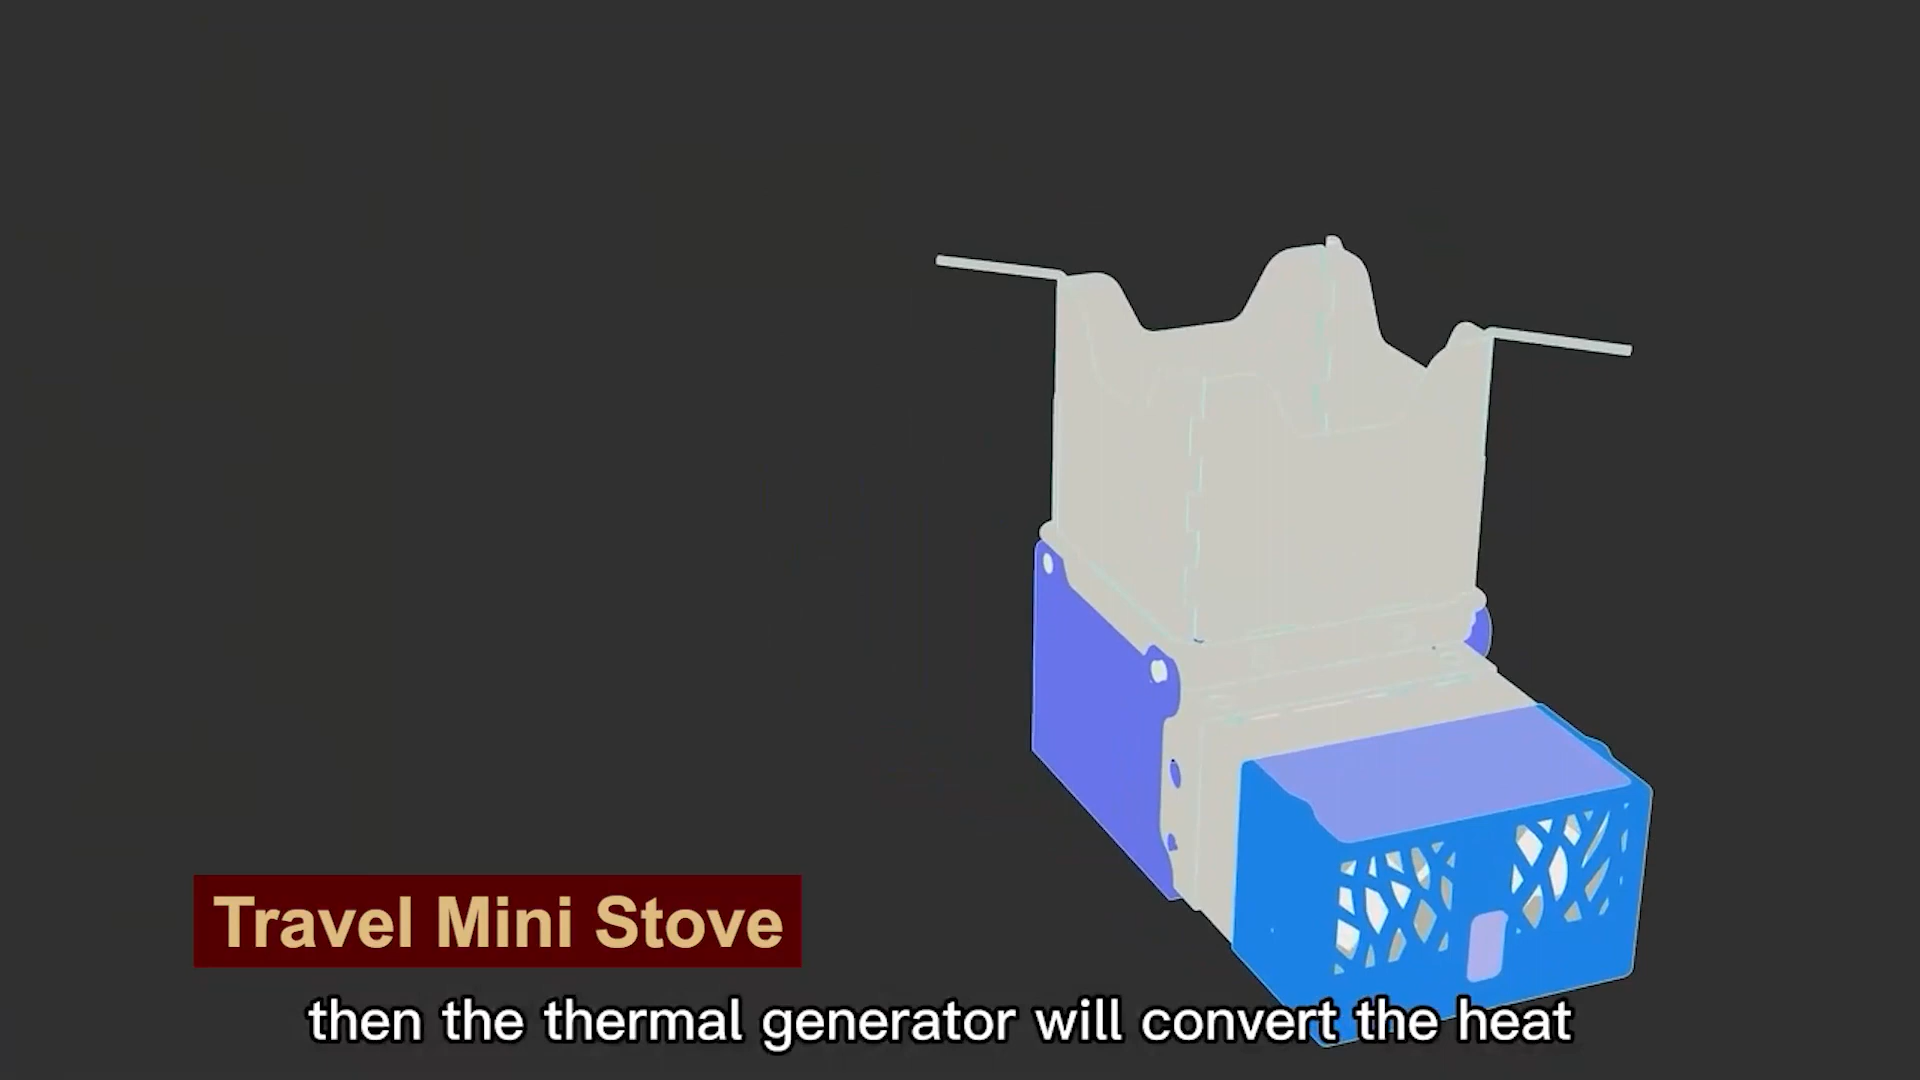 Travel Mini Stove
then the thermal generator will convert the heat